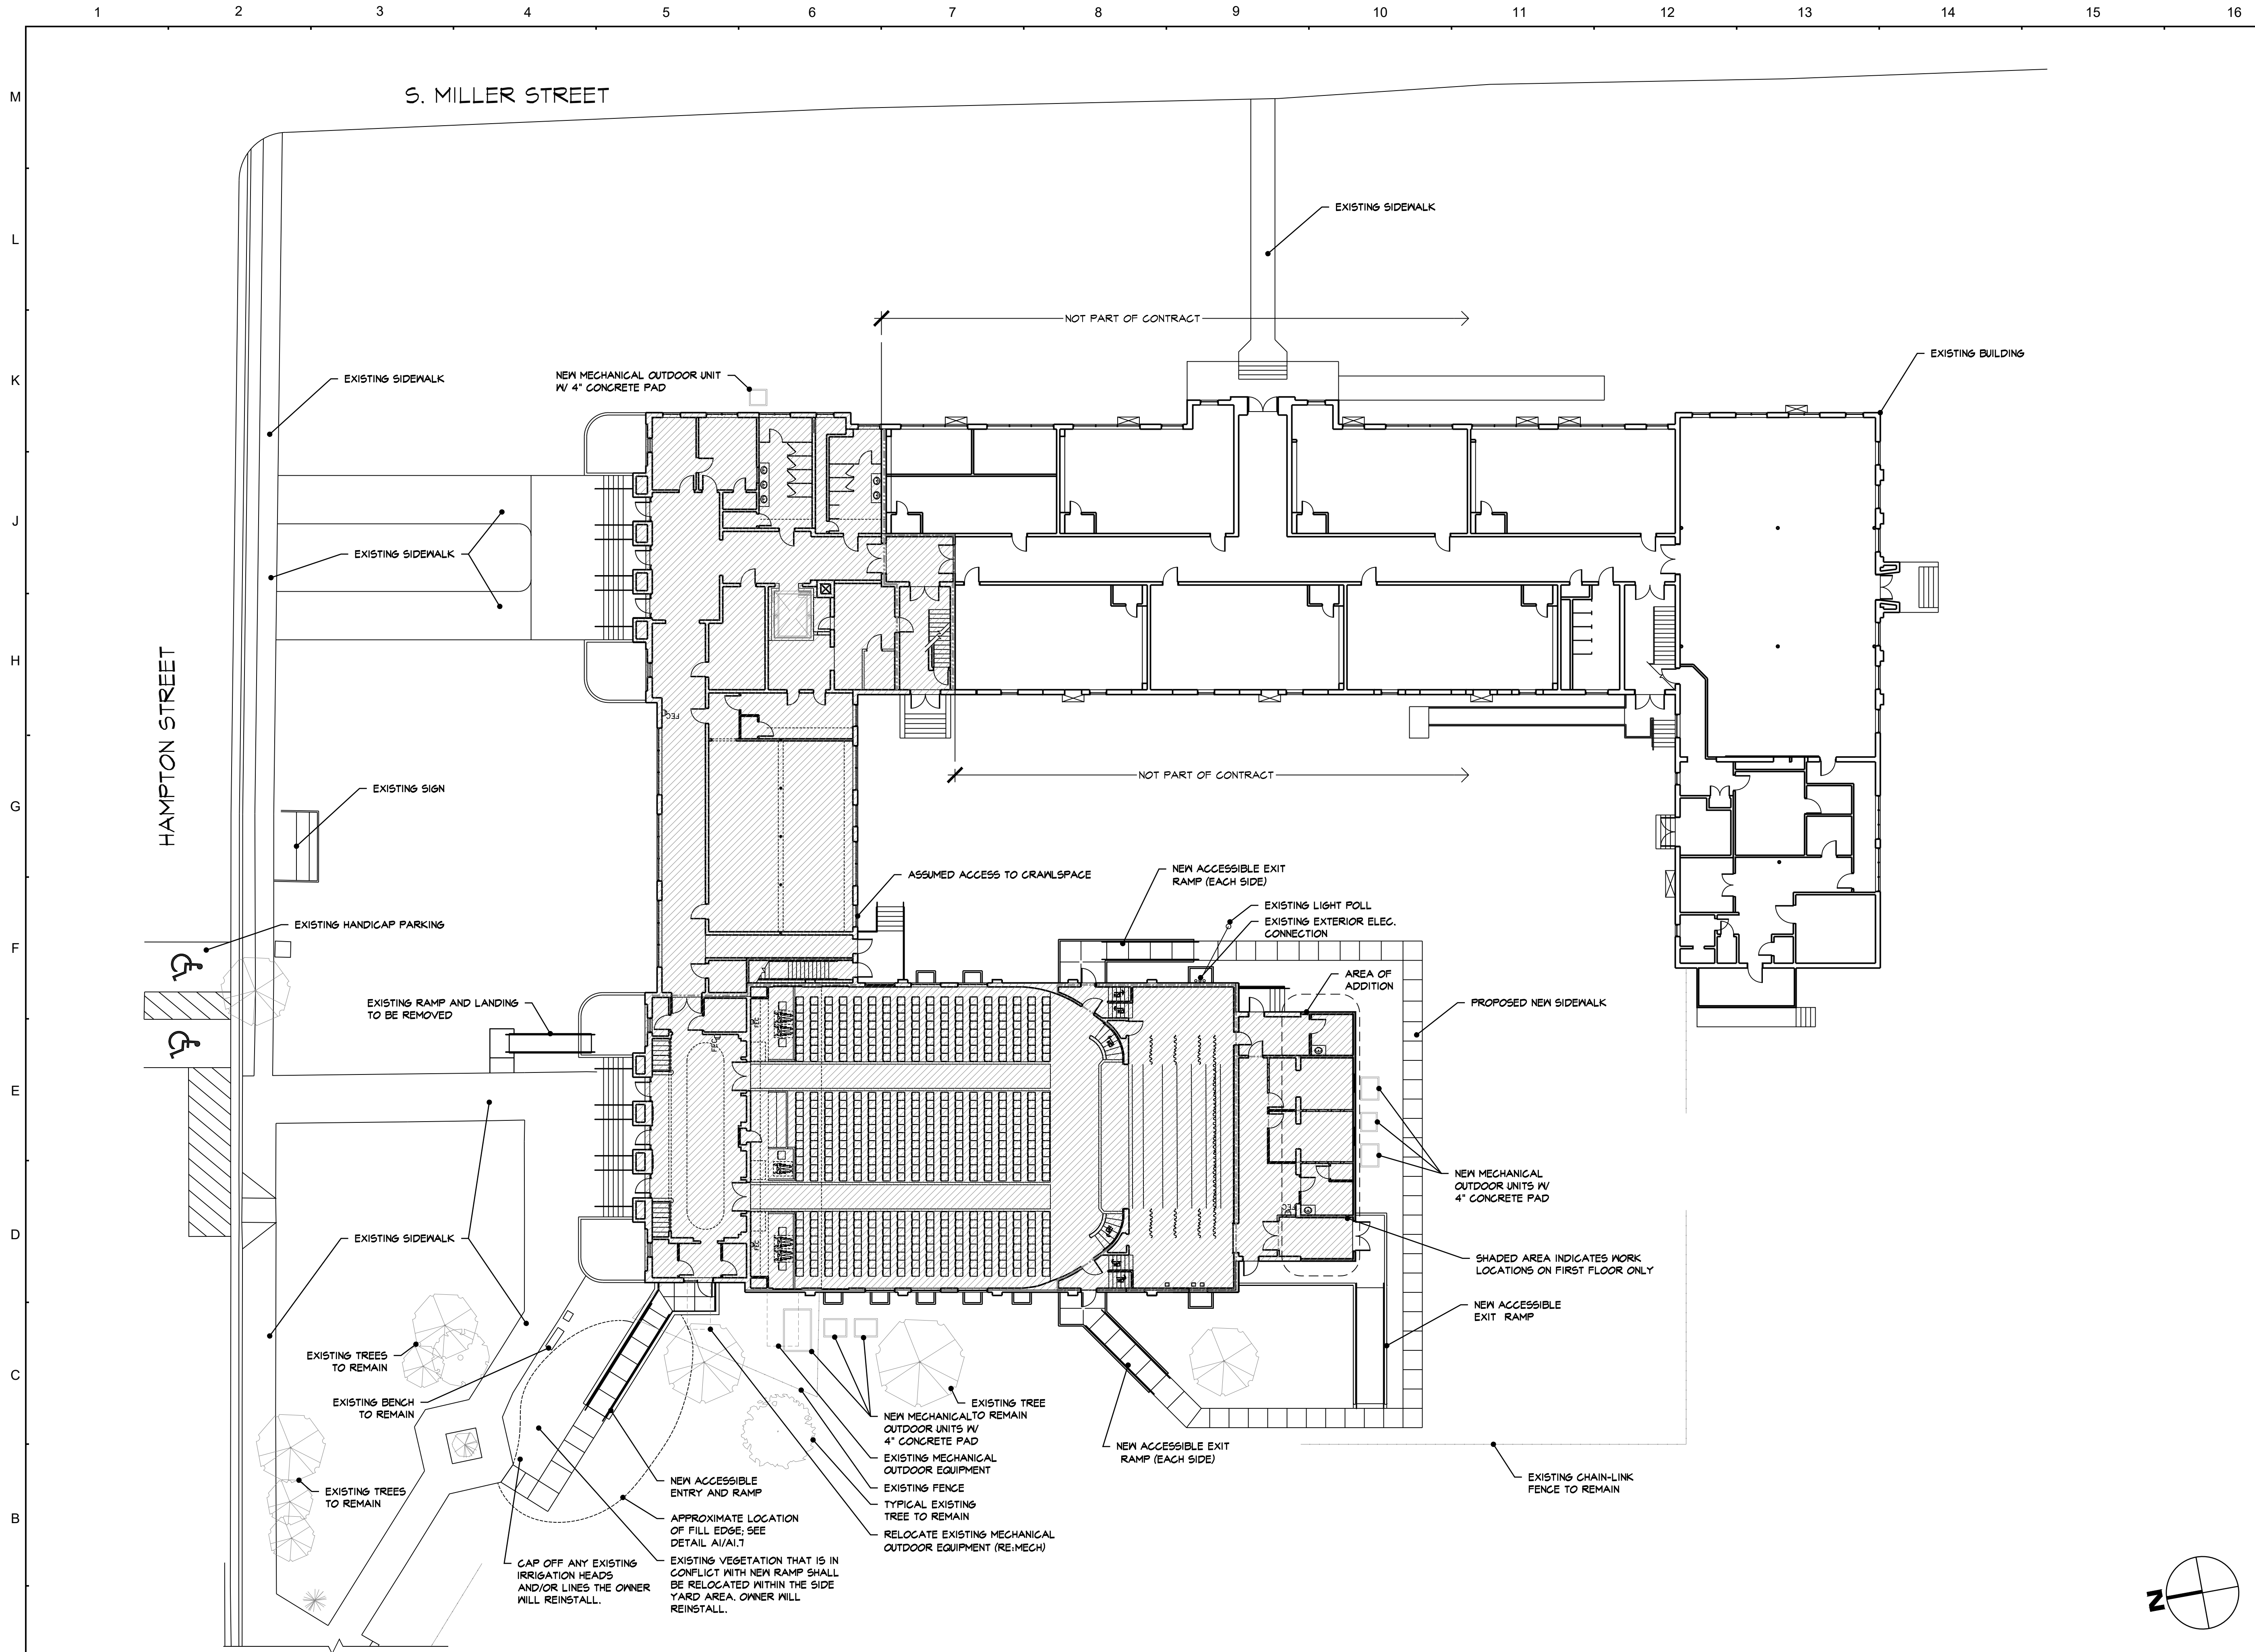 1 2 3 4 5 6 7 8 9 10 11 12 13 14 15 16
M
S. MILLER STREET
L
EXISTING SIDEWALK
NOT PART OF CONTRACT
EXISTING BUILDING
K
EXISTING SIDEWALK
NEW MECHANICAL OUTDOOR UNIT
W/ 4" CONCRETE PAD
J
EXISTING SIDEWALK
H
HAMPTON STREET
FEC
NOT PART OF CONTRACT
G
EXISTING SIGN
ASSUMED ACCESS TO CRAWLSPACE
NEW ACCESSIBLE EXIT
RAMP (EACH SIDE)
EXISTING LIGHT POLL
EXISTING EXTERIOR ELEC.
CONNECTION
F
EXISTING HANDICAP PARKING
AREA OF
ADDITION
EXISTING RAMP AND LANDING
TO BE REMOVED
PROPOSED NEW SIDEWALK
FEC
FEC
E
NEW MECHANICAL
OUTDOOR UNITS W/
4" CONCRETE PAD
FEC
FEC
D
EXISTING SIDEWALK
SHADED AREA INDICATES WORK
LOCATIONS ON FIRST FLOOR ONLY
NEW ACCESSIBLE
EXIT RAMP
EXISTING TREES
TO REMAIN
C
EXISTING BENCH
TO REMAIN
EXISTING TREE
TO REMAIN
NEW MECHANICAL
OUTDOOR UNITS W/
4" CONCRETE PAD
NEW ACCESSIBLE EXIT
RAMP (EACH SIDE)
EXISTING MECHANICAL
OUTDOOR EQUIPMENT
EXISTING CHAIN-LINK
FENCE TO REMAIN
EXISTING TREES
TO REMAIN
NEW ACCESSIBLE
ENTRY AND RAMP
EXISTING FENCE
TYPICAL EXISTING
TREE TO REMAIN
B
APPROXIMATE LOCATION
OF FILL EDGE; SEE
DETAIL A1/A1.7
RELOCATE EXISTING MECHANICAL
OUTDOOR EQUIPMENT (RE:MECH)
CAP OFF ANY EXISTING
IRRIGATION HEADS
AND/OR LINES THE OWNER
WILL REINSTALL.
EXISTING VEGETATION THAT IS IN
CONFLICT WITH NEW RAMP SHALL
BE RELOCATED WITHIN THE SIDE
YARD AREA. OWNER WILL
REINSTALL.
N